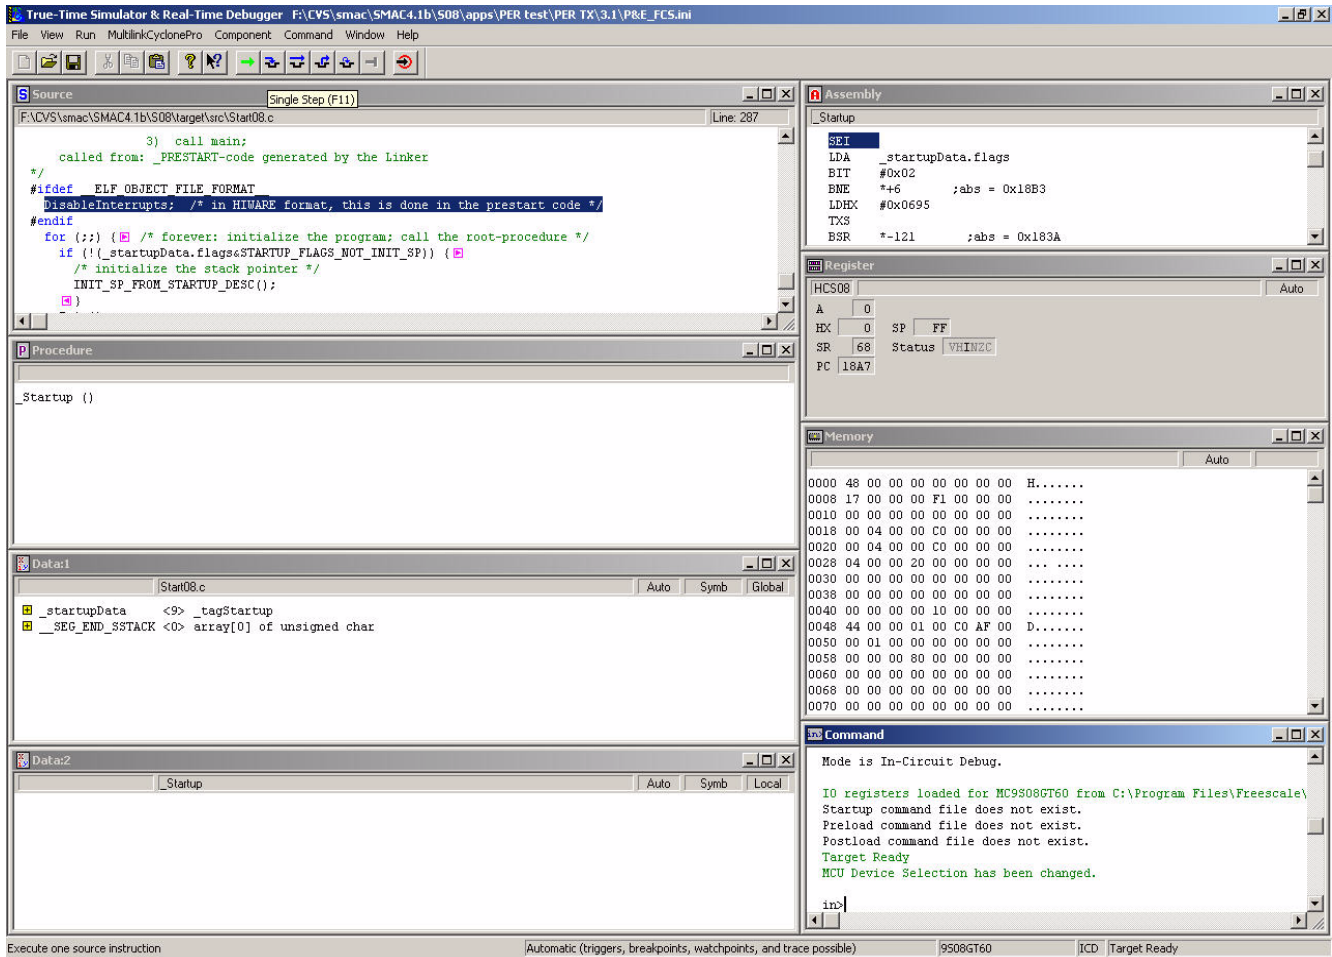 True-Time Simulator & Real-Time Debugger F:\CVS\smac\SMAC4.1b\S08\apps\PER test\PER TX\3.1\P&E_FCS.ini
File View Run MultilinkCyclonePro Component Command Window Help
Single Step (F11)
Source
F:\CVS\smac\SMAC4.1b\S08\target\src\Start08.c Line: 287
3) call main;
called from: _PRESTART-code generated by the Linker
*/
#ifdef __ELF_OBJECT_FILE_FORMAT__
DisableInterrupts; /* in HIWARE format, this is done in the prestart code */
#endif
for (;;) { /* forever: initialize the program; call the root-procedure */
if (!(_startupData.flags&STARTUP_FLAGS_NOT_INIT_SP)) {
/* initialize the stack pointer */
INIT_SP_FROM_STARTUP_DESC();
}
Procedure
_Startup ()
Data:1
Start08.c Auto Symb Global
_startupData <9> _tagStartup
__SEG_END_SSTACK <0> array[0] of unsigned char
Data:2
_Startup Auto Symb Local
Assembly
_Startup
SEI
LDA _startupData.flags
BIT #0x02
BNE *+6 ;abs = 0x18B3
LDHX #0x0695
TXS
BSR *-121 ;abs = 0x183A
Register
HCS08 Auto
A 0
HX 0 SP FF
SR 68 Status VHINZC
PC 18A7
Memory
Auto
0000 48 00 00 00 00 00 00 00 H.......
0008 17 00 00 00 F1 00 00 00 ........
0010 00 00 00 00 00 00 00 00 ........
0018 00 04 00 00 C0 00 00 00 ........
0020 00 04 00 00 C0 00 00 00 ........
0028 04 00 00 20 00 00 00 00 ... ....
0030 00 00 00 00 00 00 00 00 ........
0038 00 00 00 00 00 00 00 00 ........
0040 00 00 00 00 10 00 00 00 ........
0048 44 00 00 01 00 C0 AF 00 D.......
0050 00 01 00 00 00 00 00 00 ........
0058 00 00 00 80 00 00 00 00 ........
0060 00 00 00 00 00 00 00 00 ........
0068 00 00 00 00 00 00 00 00 ........
0070 00 00 00 00 00 00 00 00 ........
Command
Mode is In-Circuit Debug.
IO registers loaded for MC9S08GT60 from C:\Program Files\Freescale\
Startup command file does not exist.
Preload command file does not exist.
Postload command file does not exist.
Target Ready
MCU Device Selection has been changed.
in>
Execute one source instruction Automatic (triggers, breakpoints, watchpoints, and trace possible) 9S08GT60 ICD Target Ready